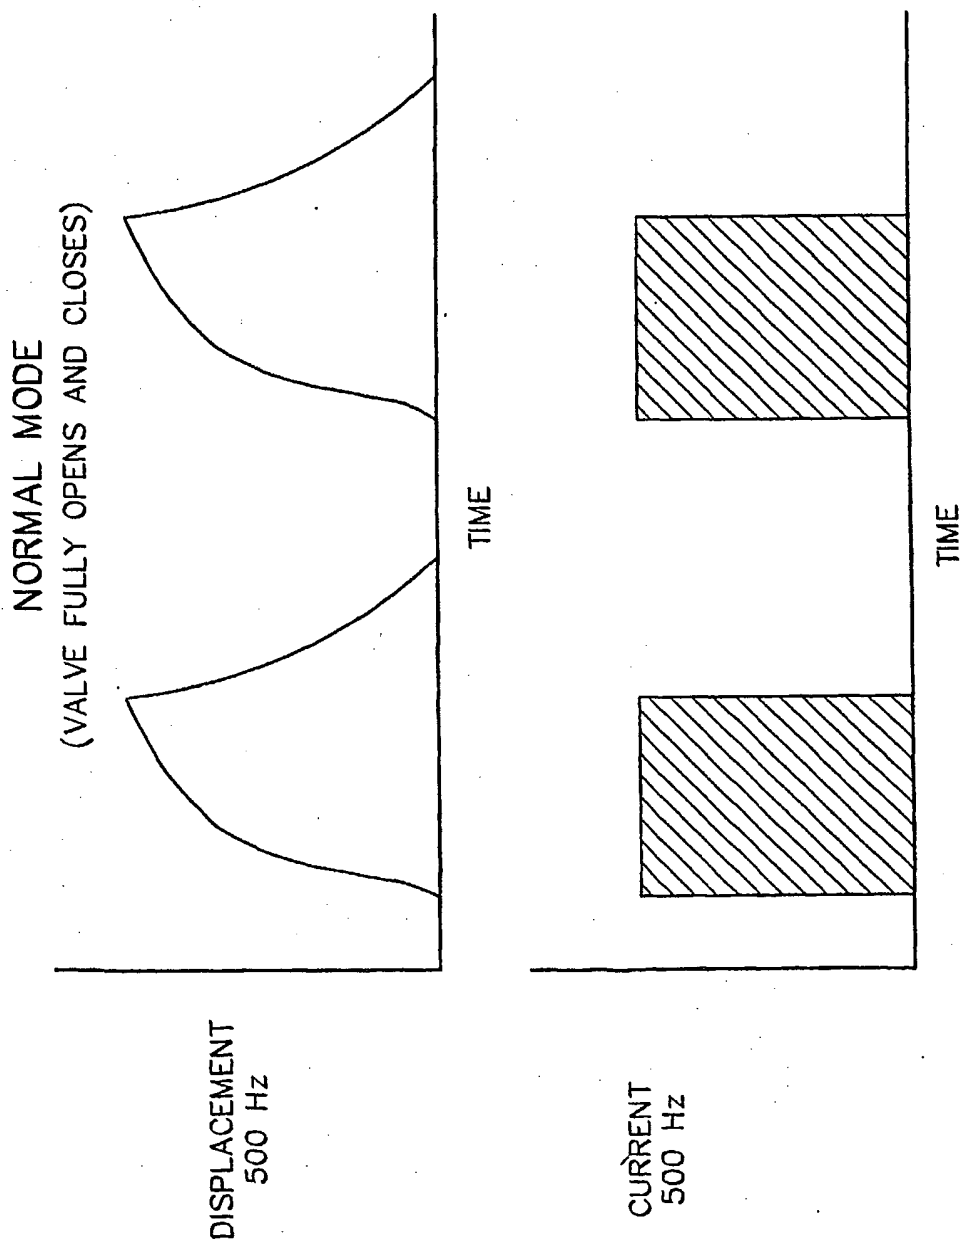 NORMAL MODE
(VALVE FULLY OPENS AND CLOSES)
DISPLACEMENT
500 Hz
TIME
CURRENT
500 Hz
TIME